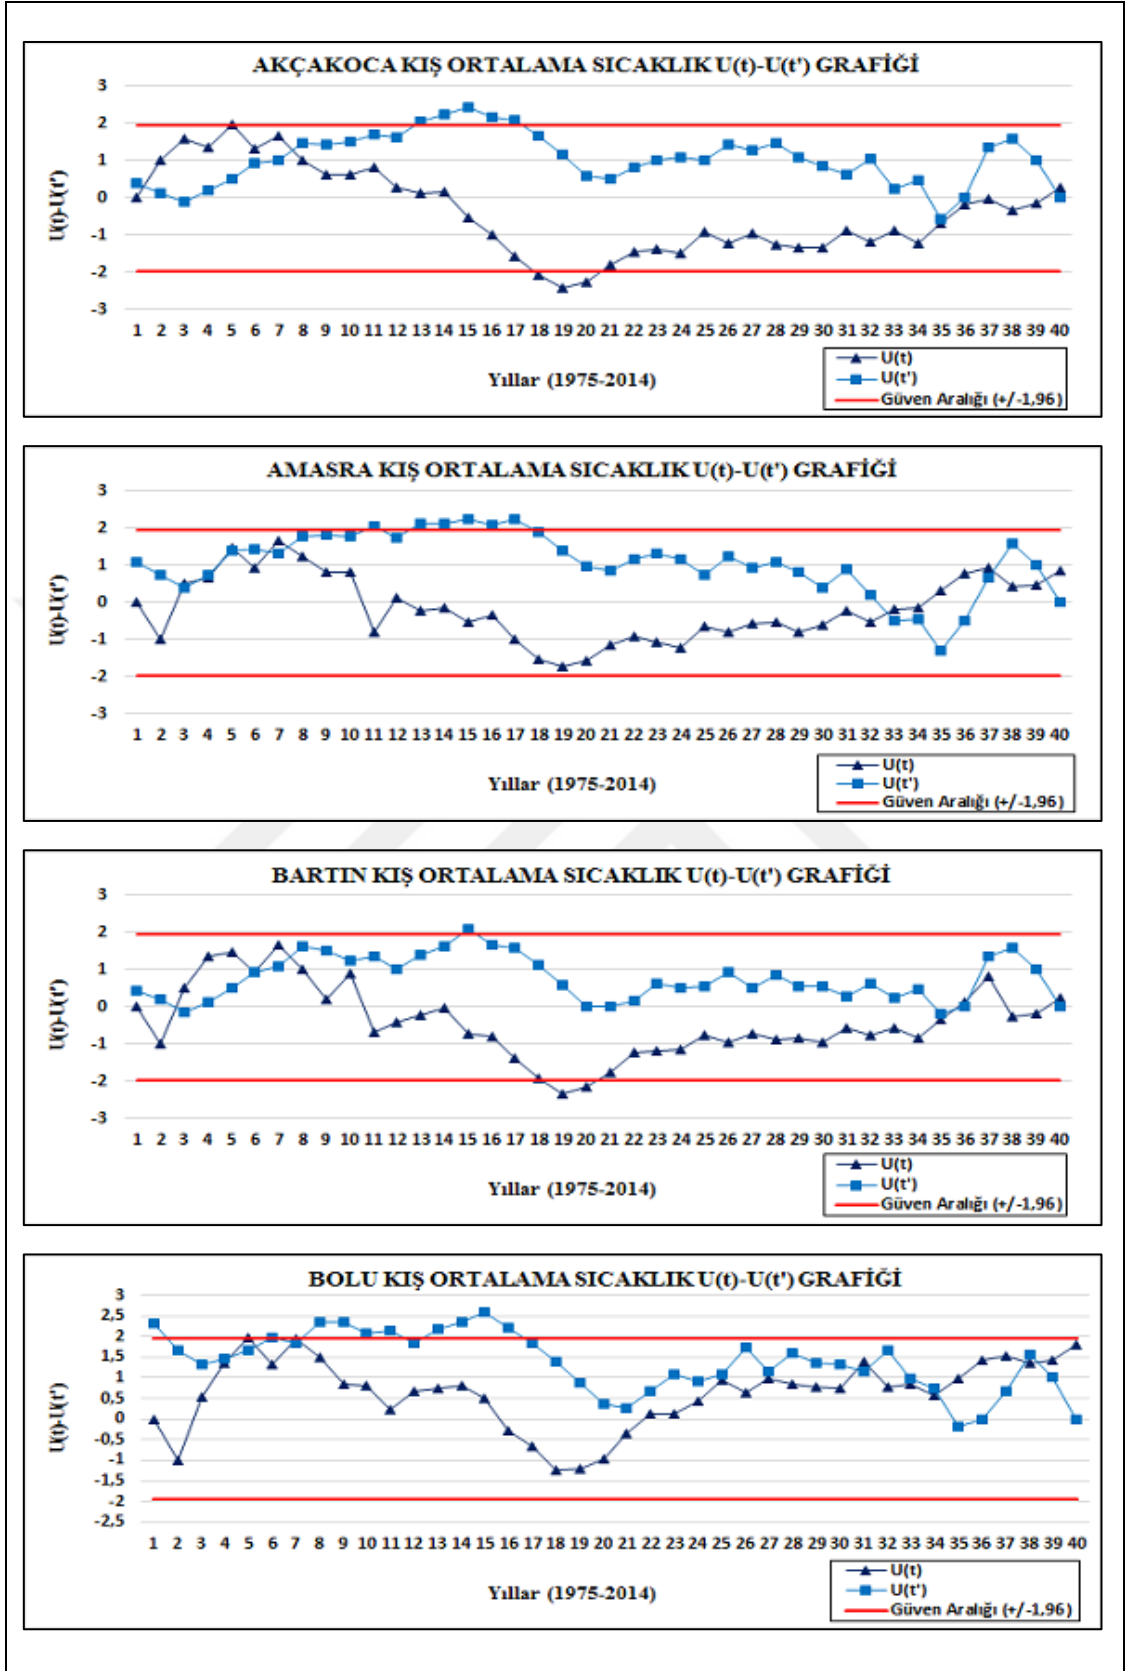 AKÇAKOCA KIŞ ORTALAMA SICAKLIK U(t)-U(t') GRAFİĞİ
3
2
1
0
-1
-2
-3
U(t)-U(t')
1 2 3 4 5 6 7 8 9 10 11 12 13 14 15 16 17 18 19 20 21 22 23 24 25 26 27 28 29 30 31 32 33 34 35 36 37 38 39 40
Yıllar (1975-2014)
U(t)
U(t')
Güven Aralığı (+/-1,96)
AMASRA KIŞ ORTALAMA SICAKLIK U(t)-U(t') GRAFİĞİ
3
2
1
0
-1
-2
-3
U(t)-U(t')
1 2 3 4 5 6 7 8 9 10 11 12 13 14 15 16 17 18 19 20 21 22 23 24 25 26 27 28 29 30 31 32 33 34 35 36 37 38 39 40
Yıllar (1975-2014)
U(t)
U(t')
Güven Aralığı (+/-1,96)
BARTIN KIŞ ORTALAMA SICAKLIK U(t)-U(t') GRAFİĞİ
3
2
1
0
-1
-2
-3
U(t)-U(t')
1 2 3 4 5 6 7 8 9 10 11 12 13 14 15 16 17 18 19 20 21 22 23 24 25 26 27 28 29 30 31 32 33 34 35 36 37 38 39 40
Yıllar (1975-2014)
U(t)
U(t')
Güven Aralığı (+/-1,96)
BOLU KIŞ ORTALAMA SICAKLIK U(t)-U(t') GRAFİĞİ
3
2,5
2
1,5
1
0,5
0
-0,5
-1
-1,5
-2
-2,5
U(t)-U(t')
1 2 3 4 5 6 7 8 9 10 11 12 13 14 15 16 17 18 19 20 21 22 23 24 25 26 27 28 29 30 31 32 33 34 35 36 37 38 39 40
Yıllar (1975-2014)
U(t)
U(t')
Güven Aralığı (+/-1,96)